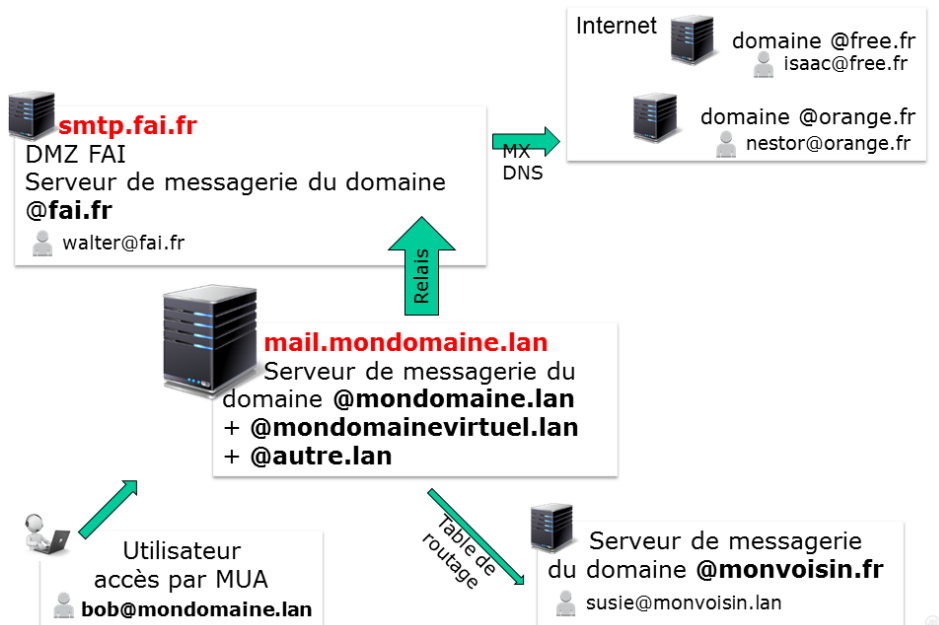 Internet
domaine @free.fr
isaac@free.fr
domaine @orange.fr
nestor@orange.fr
smtp.fai.fr
DMZ FAI
Serveur de messagerie du domaine
@fai.fr
walter@fai.fr
MX
DNS
Relais
mail.mondomaine.lan
Serveur de messagerie du
domaine @mondomaine.lan
+ @mondomainevirtuel.lan
+ @autre.lan
Utilisateur
accès par MUA
bob@mondomaine.lan
Table de
routage
Serveur de messagerie
du domaine @monvoisin.fr
susie@monvoisin.lan